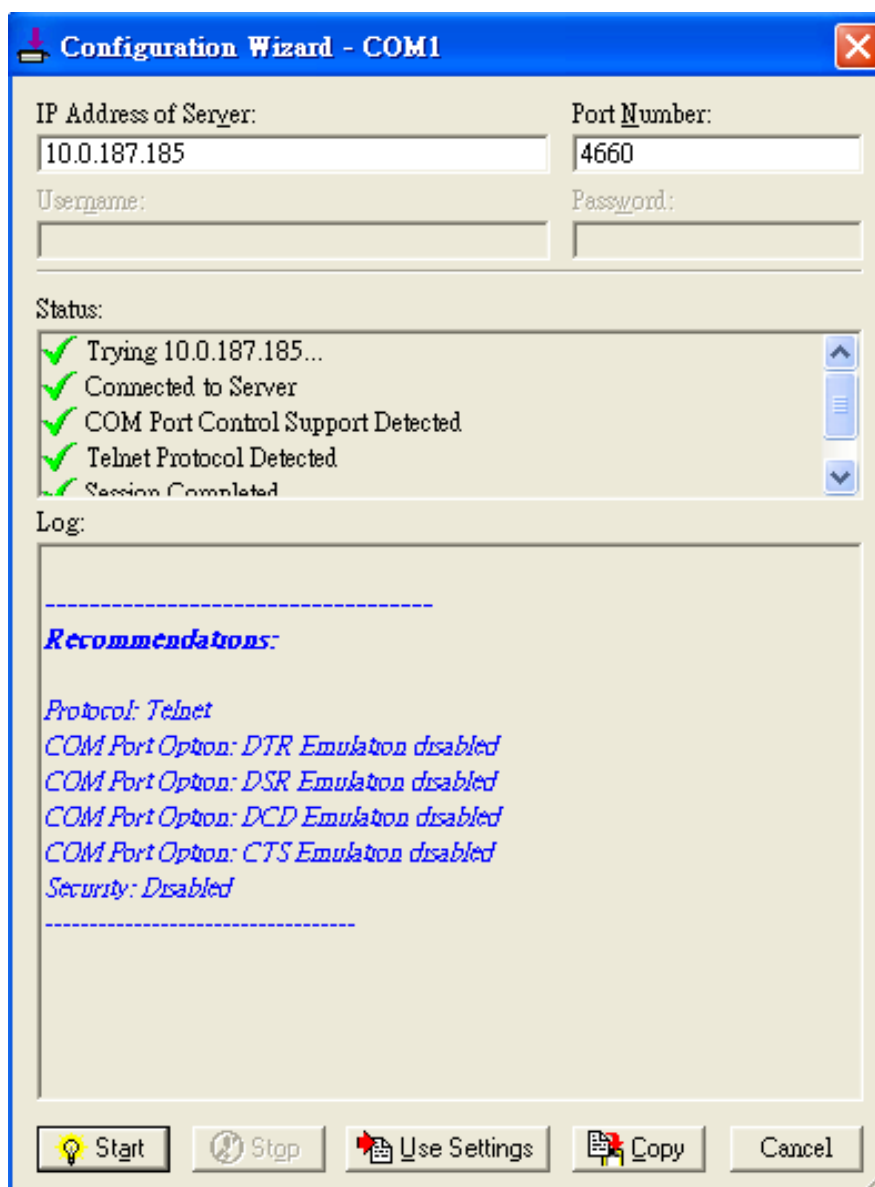 Configuration Wizard - COM1
IP Address of Server: Port Number:
10.0.187.185 4660
Username: Password:
Status:
Trying 10.0.187.185...
Connected to Server
COM Port Control Support Detected
Telnet Protocol Detected
Session Completed
Log:
-----------------------------------
Recommendations:
Protocol: Telnet
COM Port Option: DTR Emulation disabled
COM Port Option: DSR Emulation disabled
COM Port Option: DCD Emulation disabled
COM Port Option: CTS Emulation disabled
Security: Disabled
----------------------------------
Start Stop Use Settings Copy Cancel